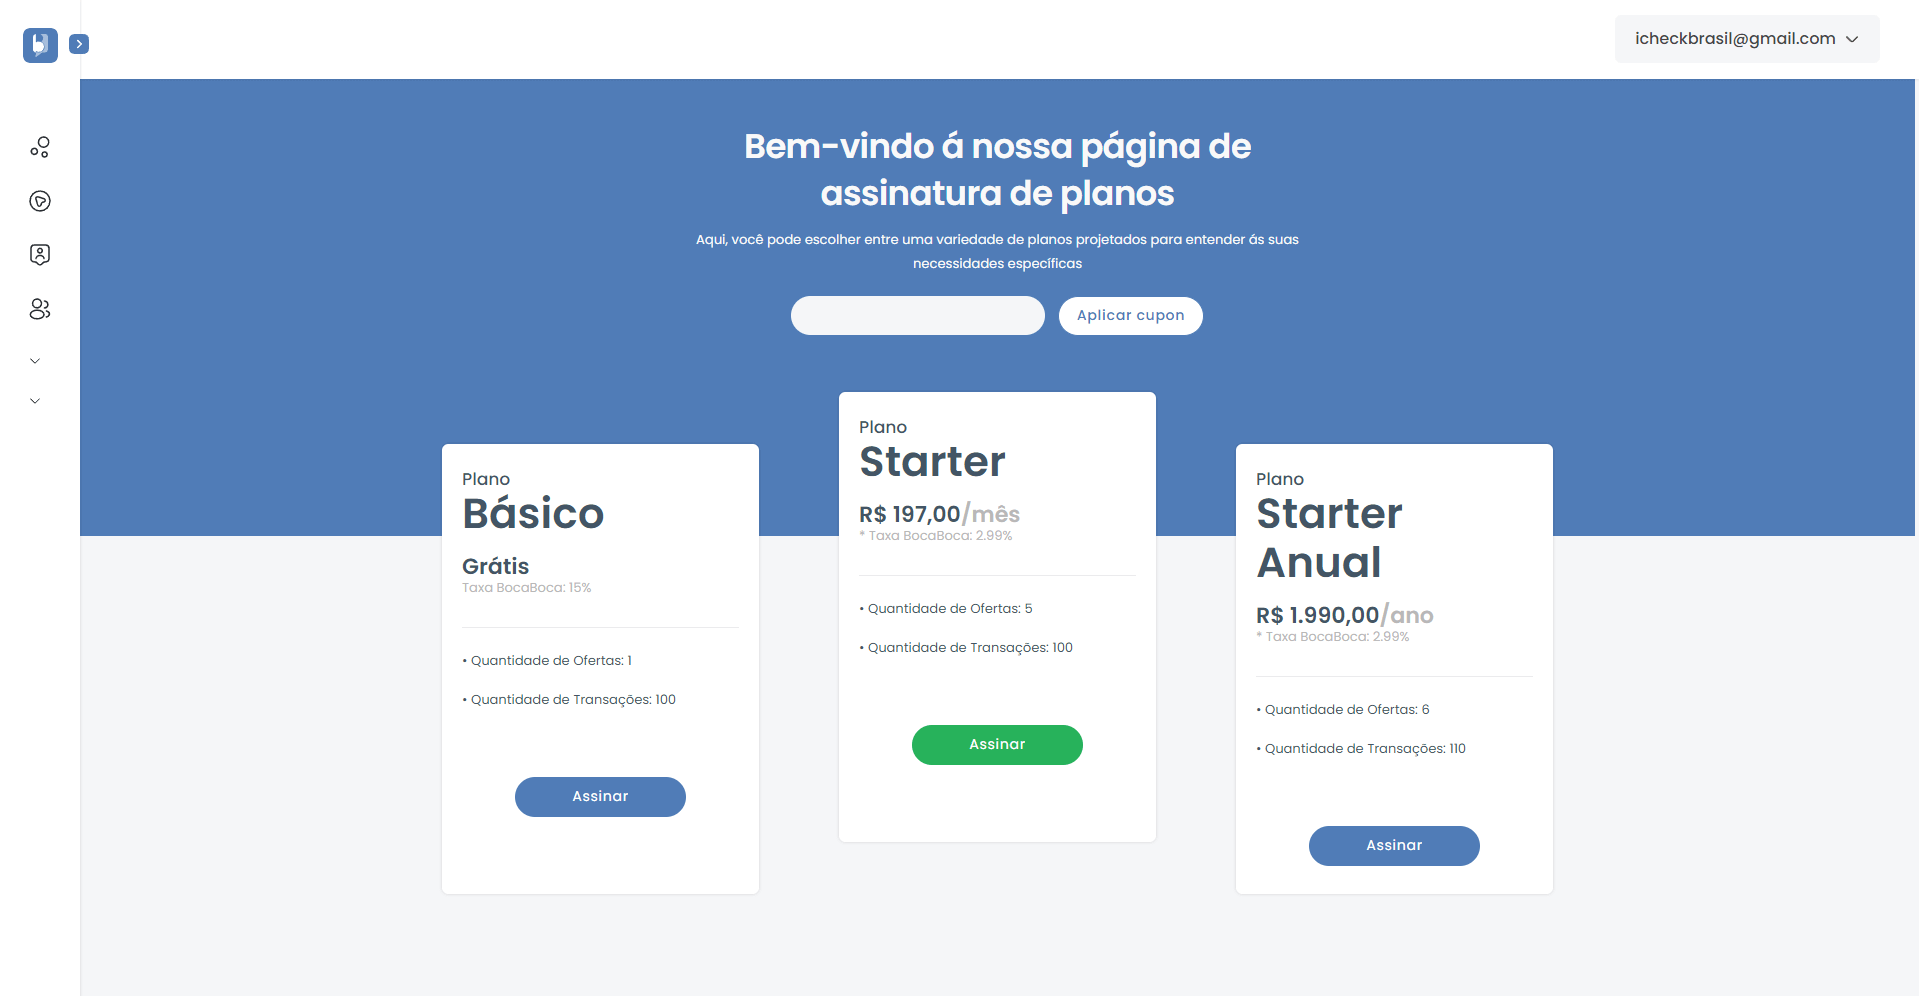 icheckbrasil@gmail.com
Bem-vindo á nossa página de
assinatura de planos
Aqui, você pode escolher entre uma variedade de planos projetados para entender ás suas
necessidades específicas
Aplicar cupon
Plano
Básico
Grátis
Taxa BocaBoca: 15%
• Quantidade de Ofertas: 1
• Quantidade de Transações: 100
Assinar
Plano
Starter
R$ 197,00/mês
* Taxa BocaBoca: 2.99%
• Quantidade de Ofertas: 5
• Quantidade de Transações: 100
Assinar
Plano
Starter
Anual
R$ 1.990,00/ano
* Taxa BocaBoca: 2.99%
• Quantidade de Ofertas: 6
• Quantidade de Transações: 110
Assinar